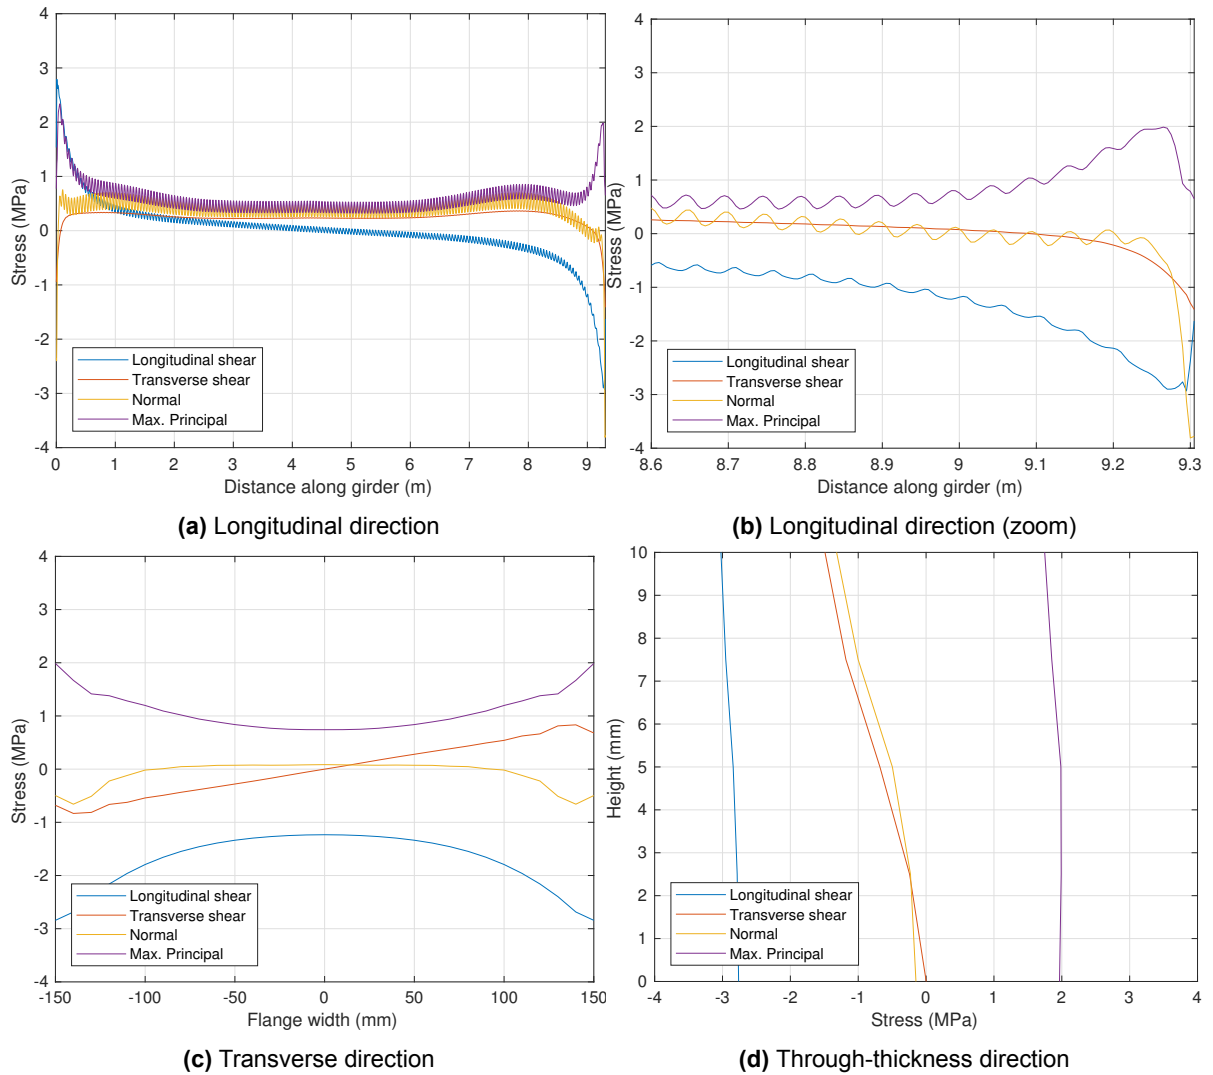 4
3
2
1
0
-1
-2
-3
-4
Stress (MPa)
Longitudinal shear
Transverse shear
Normal
Max. Principal
0 1 2 3 4 5 6 7 8 9
Distance along girder (m)
(a) Longitudinal direction
4
3
2
1
0
-1
-2
-3
-4
Stress (MPa)
Longitudinal shear
Transverse shear
Normal
Max. Principal
8.6 8.7 8.8 8.9 9 9.1 9.2 9.3
Distance along girder (m)
(b) Longitudinal direction (zoom)
4
3
2
1
0
-1
-2
-3
-4
Stress (MPa)
Longitudinal shear
Transverse shear
Normal
Max. Principal
-150 -100 -50 0 50 100 150
Flange width (mm)
(c) Transverse direction
10
9
8
7
6
5
4
3
2
1
0
Height (mm)
Longitudinal shear
Transverse shear
Normal
Max. Principal
-4 -3 -2 -1 0 1 2 3 4
Stress (MPa)
(d) Through-thickness direction